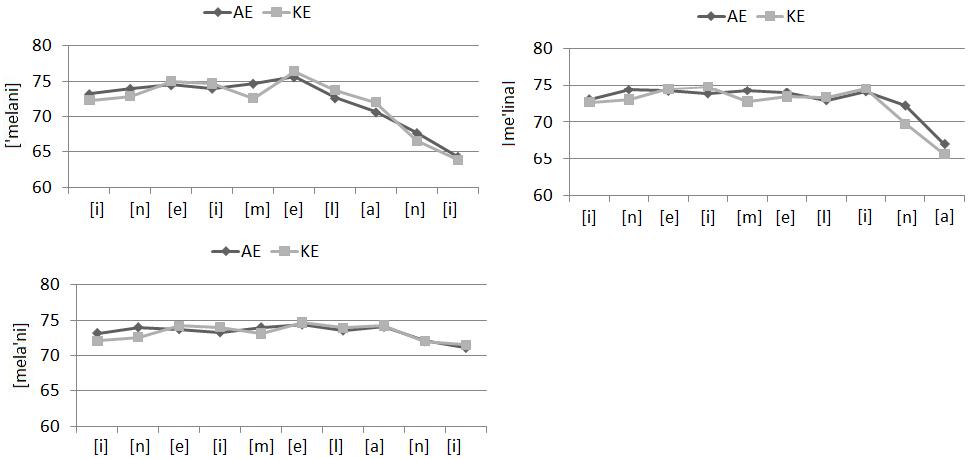 AE KE
['melani]
80
75
70
65
60
[i] [n] [e] [i] [m] [e] [l] [a] [n] [i]
AE KE
[me'lina]
80
75
70
65
60
[i] [n] [e] [i] [m] [e] [l] [i] [n] [a]
AE KE
[mela'ni]
80
75
70
65
60
[i] [n] [e] [i] [m] [e] [l] [a] [n] [i]